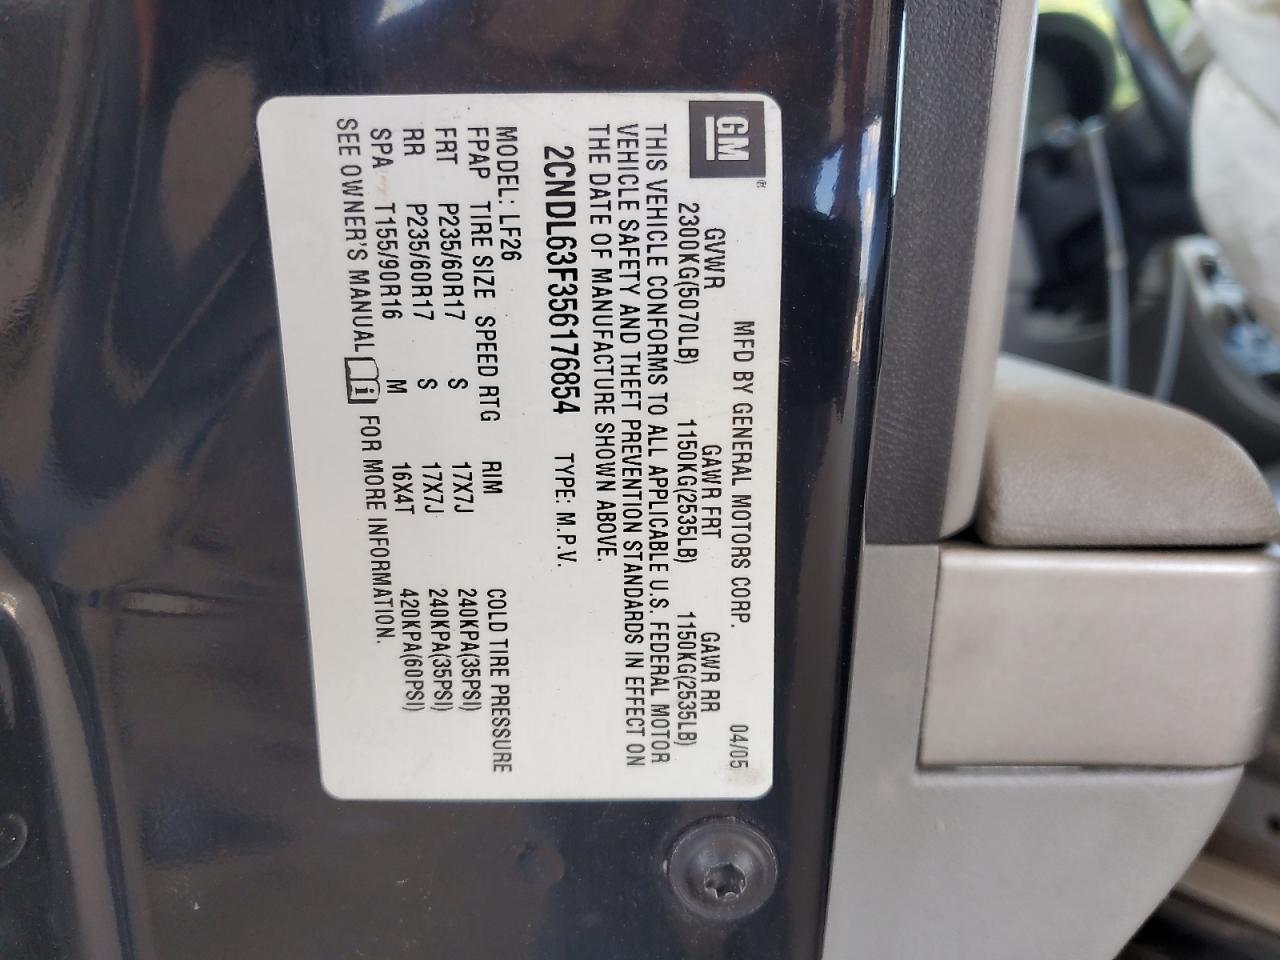 GM ®
MFD BY GENERAL MOTORS CORP. 04/05
GVWR GAWR FRT GAWR RR
2300KG(5070LB) 1150KG(2535LB) 1150KG(2535LB)
THIS VEHICLE CONFORMS TO ALL APPLICABLE U.S. FEDERAL MOTOR
VEHICLE SAFETY AND THEFT PREVENTION STANDARDS IN EFFECT ON
THE DATE OF MANUFACTURE SHOWN ABOVE.
2CNDL63F356176854 TYPE: M.P.V.
MODEL: LF26
FPAP TIRE SIZE SPEED RTG RIM COLD TIRE PRESSURE
FRT P235/60R17 S 17X7J 240KPA(35PSI)
RR P235/60R17 S 17X7J 240KPA(35PSI)
SPA T155/90R16 M 16X4T 420KPA(60PSI)
SEE OWNER'S MANUAL i FOR MORE INFORMATION.